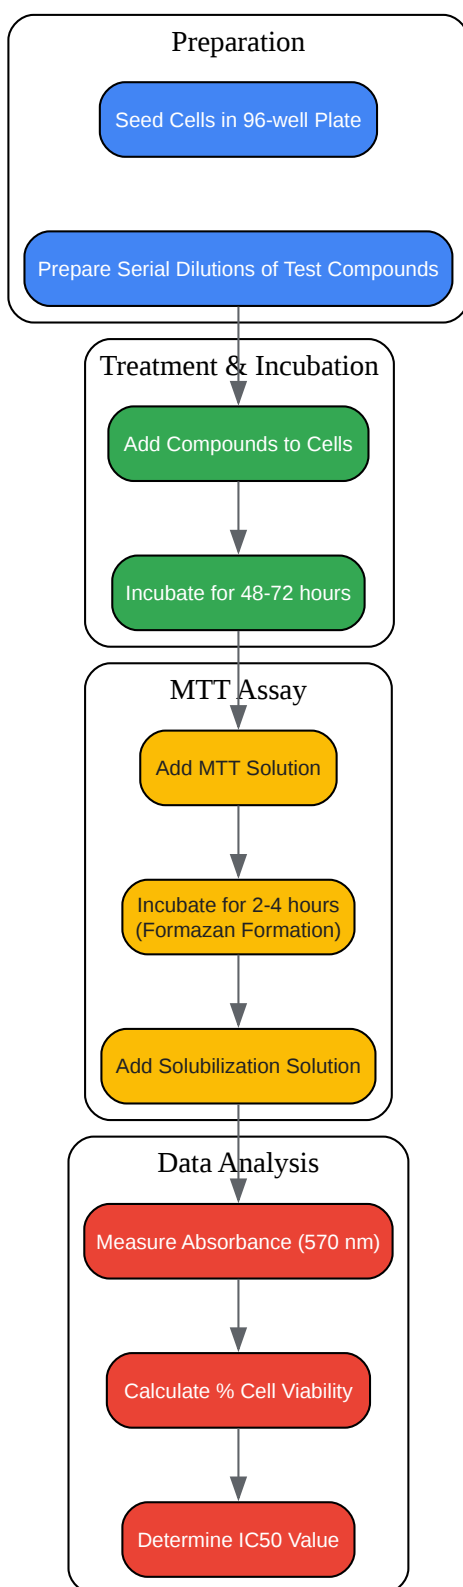 Preparation
Seed Cells in 96-well Plate
Prepare Serial Dilutions of Test Compounds
Treatment & Incubation
Add Compounds to Cells
Incubate for 48-72 hours
MTT Assay
Add MTT Solution
Incubate for 2-4 hours
(Formazan Formation)
Add Solubilization Solution
Data Analysis
Measure Absorbance (570 nm)
Calculate % Cell Viability
Determine IC50 Value